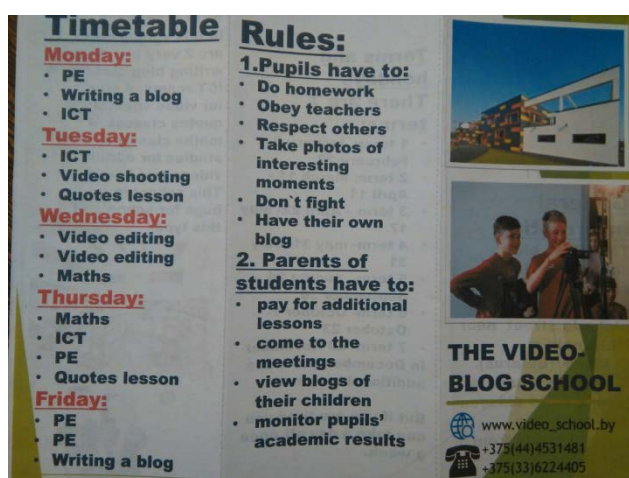 Timetable
Monday:
· PE
· Writing a blog
· ICT
Tuesday:
· ICT
· Video shooting
· Quotes lesson
Wednesday:
· Video editing
· Video editing
· Maths
Thursday:
· Maths
· ICT
· PE
· Quotes lesson
Friday:
· PE
· PE
· Writing a blog
Rules:
1.Pupils have to:
· Do homework
· Obey teachers
· Respect others
· Take photos of
interesting
moments
· Don`t fight
· Have their own
blog
2. Parents of
students have to:
· pay for additional
lessons
· come to the
meetings
· view blogs of
their children
· monitor pupils'
academic results
THE VIDEO-
BLOG SCHOOL
www.video_school.by
+375(44)4531481
+375(33)6224405